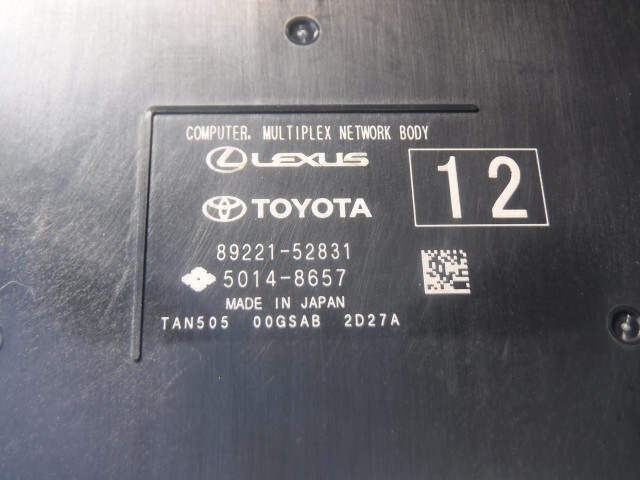 COMPUTER, MULTIPLEX NETWORK BODY
LEXUS
12
TOYOTA
89221-52831
5014-8657
MADE IN JAPAN
TAN505 00GSAB 2D27A